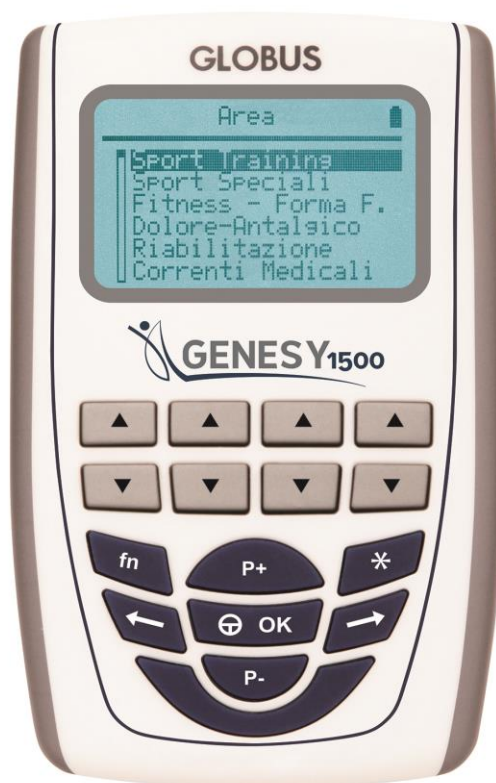 GLOBUS
Area
Sport Training
Sport Speciali
Fitness - Forma F.
Dolore-Antalgico
Riabilitazione
Correnti Medicali
GENESY1500
▲ ▲ ▲ ▲
▼ ▼ ▼ ▼
fn P+ *
← OK →
P-